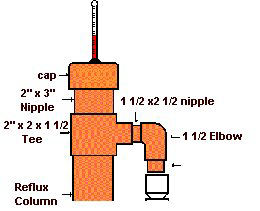 cap
2" x 3"
Nipple
1 1/2 x2 1/2 nipple
2" x 2 x 1 1/2
Tee
1 1/2 Elbow
Reflux
Column